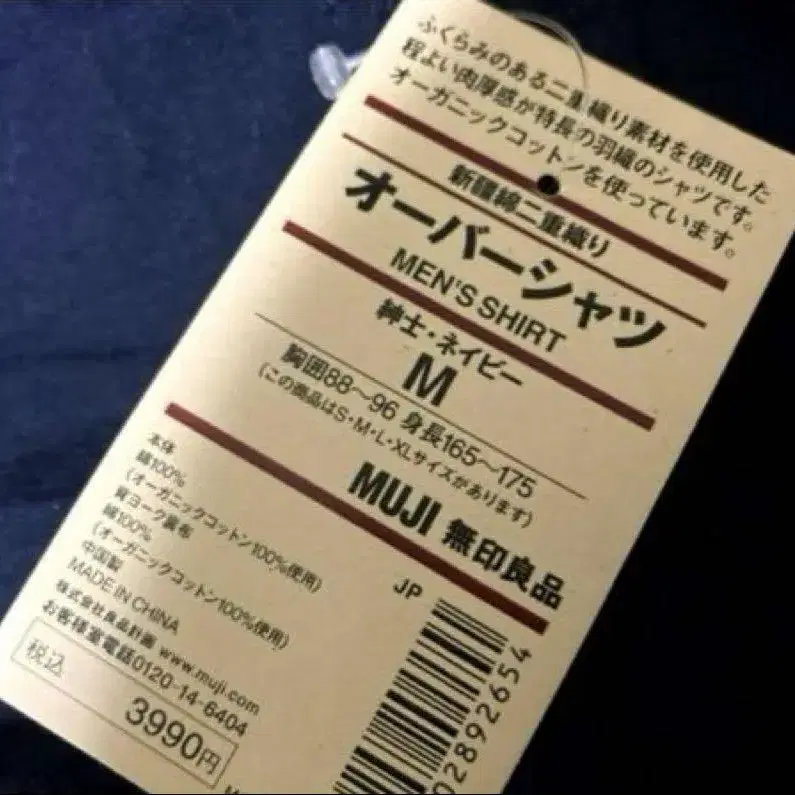 ふくらみのある二重織り素材を使用した
程よい肉厚感が特長の羽織のシャツです。
オーガニックコットンを使っています。
新疆綿二重織り
オーバーシャツ
MEN'S SHIRT
紳士・ネイビー
M
胸囲88〜96 身長165〜175
(この商品はS・M・L・XLサイズがあります)
MUJI 無印良品
本体
綿100%
(オーガニックコットン100%使用)
肩ヨーク裏布
綿100%
(オーガニックコットン100%使用)
中国製
MADE IN CHINA
株式会社良品計画 www.muji.com
お客様室電話0120-14-6404
税込
3990円
JP
02892654